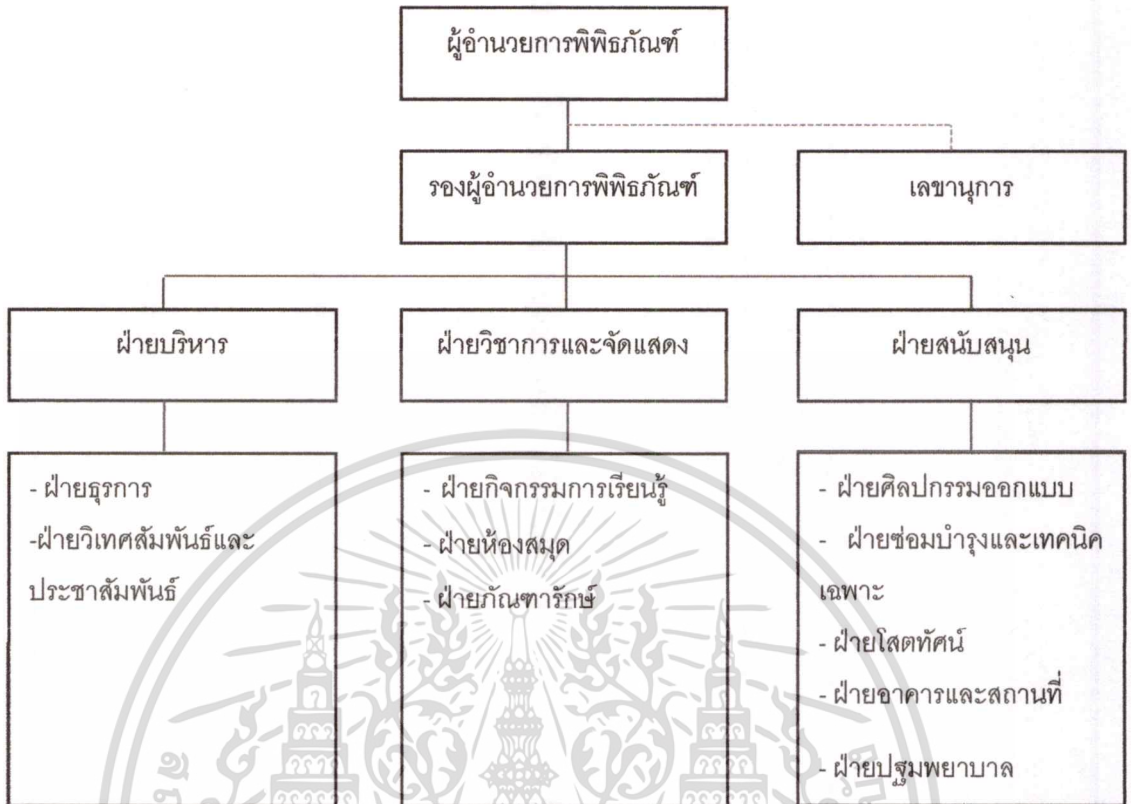 ผู้อำนวยการพิพิธภัณฑ์
รองผู้อำนวยการพิพิธภัณฑ์
เลขานุการ
ฝ่ายบริหาร
ฝ่ายวิชาการและจัดแสดง
ฝ่ายสนับสนุน
- ฝ่ายธุรการ
-ฝ่ายวิเทศสัมพันธ์และ
ประชาสัมพันธ์
- ฝ่ายกิจกรรมการเรียนรู้
- ฝ่ายห้องสมุด
- ฝ่ายภัณฑารักษ์
- ฝ่ายศิลปกรรมออกแบบ
- ฝ่ายซ่อมบำรุงและเทคนิค
เฉพาะ
- ฝ่ายโสตทัศน์
- ฝ่ายอาคารและสถานที่
- ฝ่ายปฐมพยาบาล